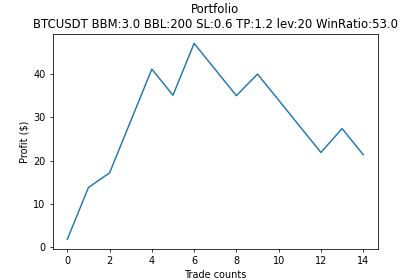 Portfolio
BTCUSDT BBM:3.0 BBL:200 SL:0.6 TP:1.2 lev:20 WinRatio:53.0
40
30
20
10
0
Profit ($)
0 2 4 6 8 10 12 14
Trade counts